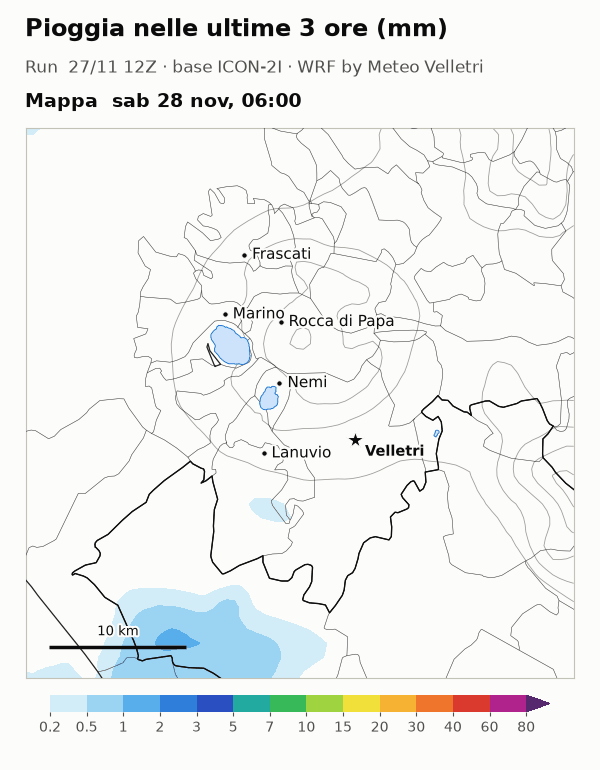 Pioggia nelle ultime 3 ore (mm)
Run  27/11 12Z · base ICON-2I · WRF by Meteo Velletri
Mappa  sab 28 nov, 06:00
Frascati
Marino
Rocca di Papa
Nemi
Velletri
Lanuvio
10 km
0.2 0.5 1 2 3 5 7 10 15 20 30 40 60 80